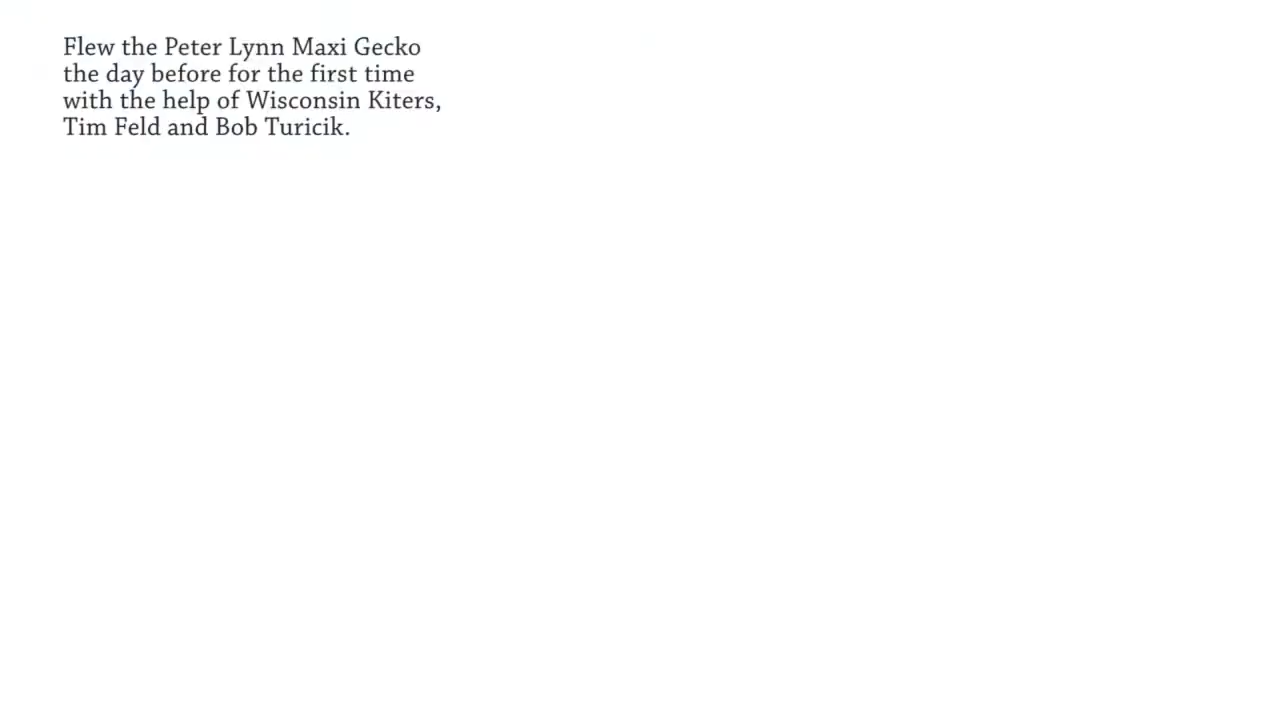 Flew the Peter Lynn Maxi Gecko
the day before for the first time
with the help of Wisconsin Kiters,
Tim Feld and Bob Turicik.